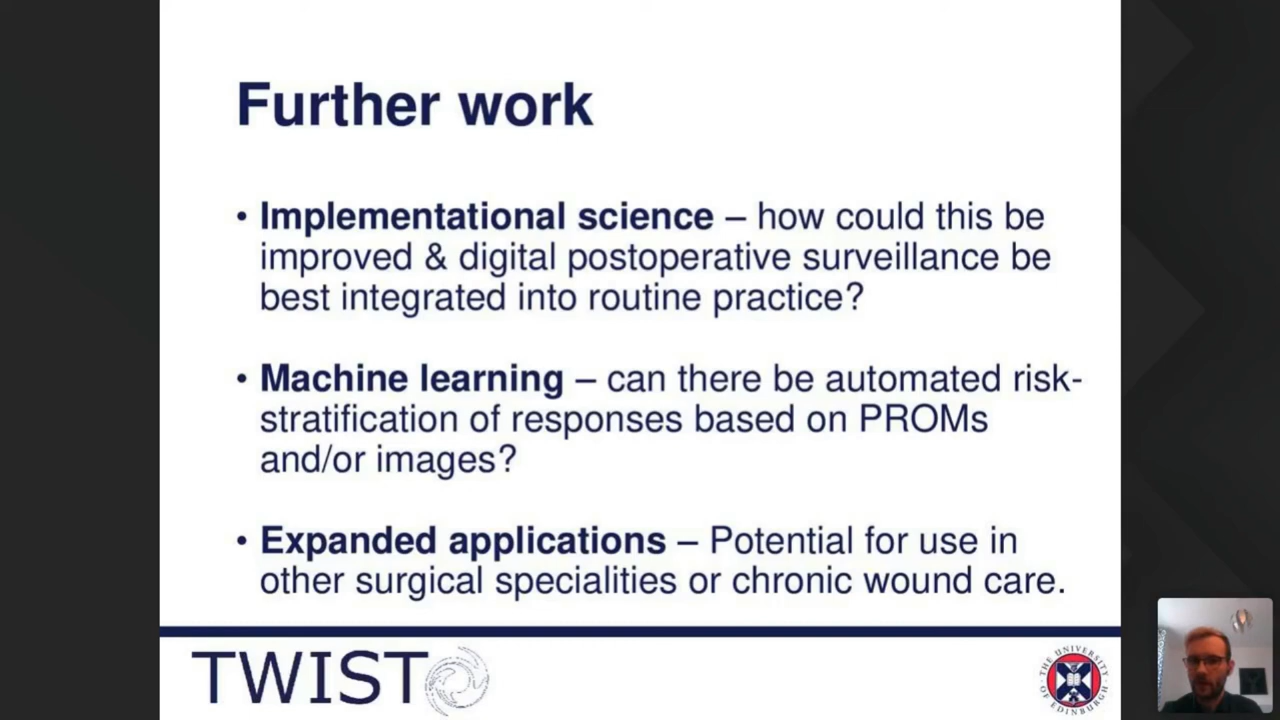 Further work
• Implementational science – how could this be
improved & digital postoperative surveillance be
best integrated into routine practice?
• Machine learning – can there be automated risk-
stratification of responses based on PROMs
and/or images?
• Expanded applications – Potential for use in
other surgical specialities or chronic wound care.
TWIST
THE UNIVERSITY
OF EDINBURGH